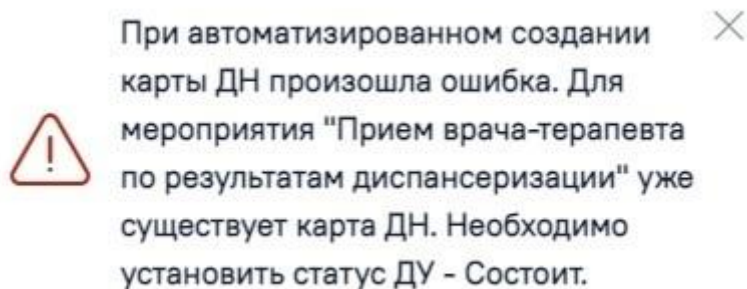 При автоматизированном создании
карты ДН произошла ошибка. Для
мероприятия "Прием врача-терапевта
по результатам диспансеризации" уже
существует карта ДН. Необходимо
установить статус ДУ - Состоит.